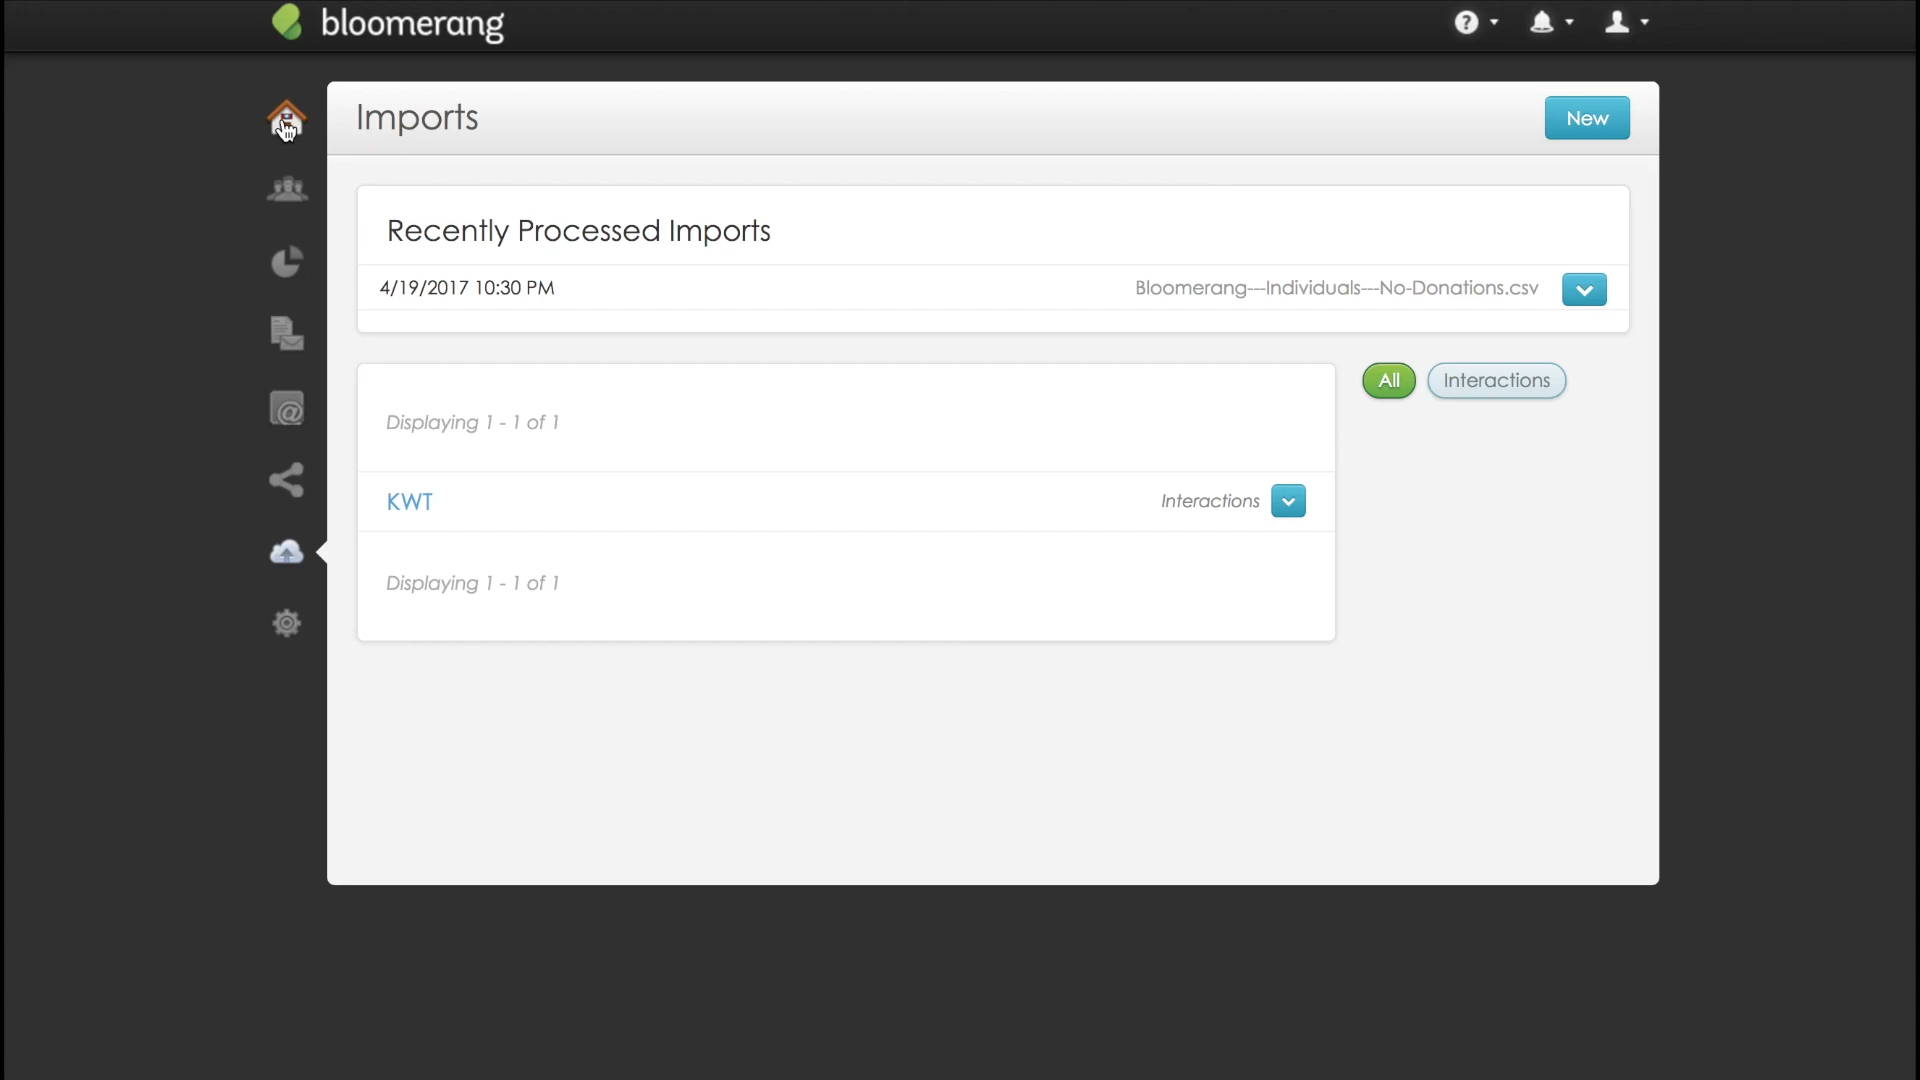 bloomerang
Imports
New
Recently Processed Imports
4/19/2017 10:30 PM
Bloomerang---Individuals---No-Donations.csv
All
Interactions
Displaying 1 - 1 of 1
KWT
Interactions
Displaying 1 - 1 of 1